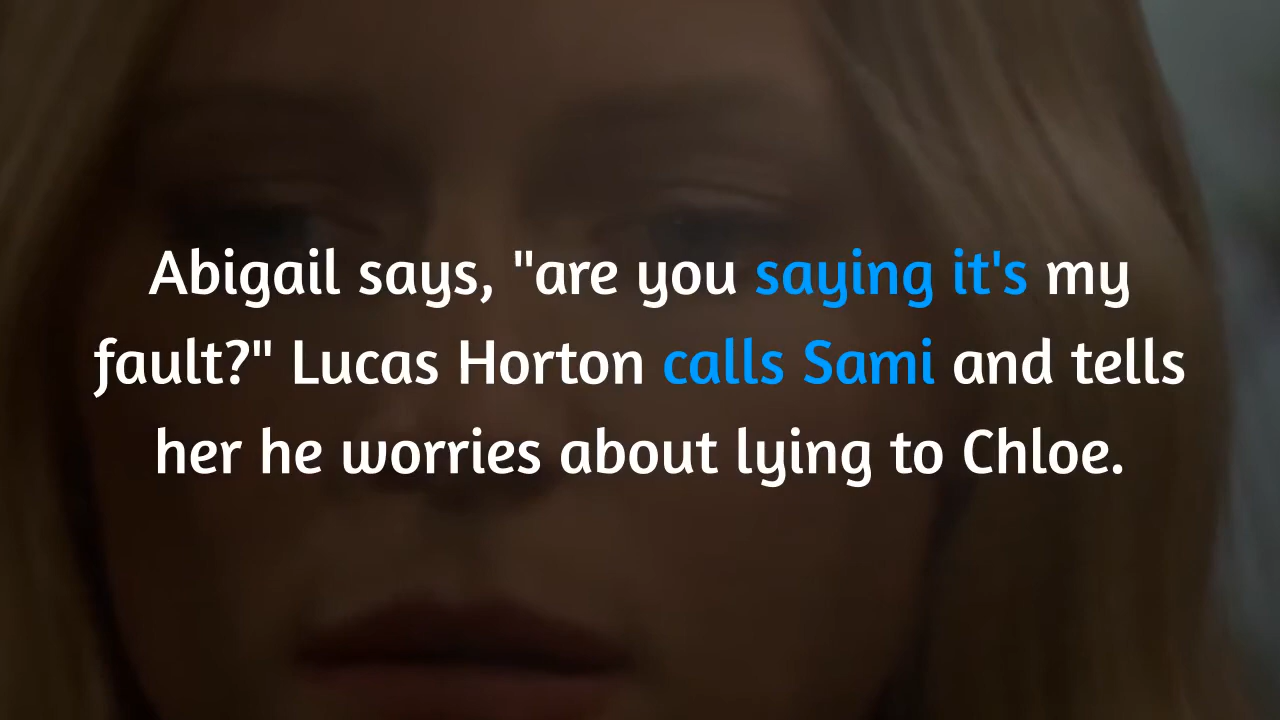 Abigail says, "are you saying it's my
fault?" Lucas Horton calls Sami and tells
her he worries about lying to Chloe.